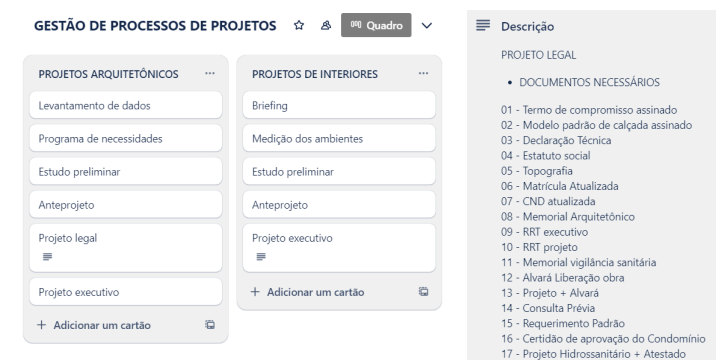 GESTÃO DE PROCESSOS DE PROJETOS
Quadro
PROJETOS ARQUITETÔNICOS
Levantamento de dados
Programa de necessidades
Estudo preliminar
Anteprojeto
Projeto legal
Projeto executivo
+ Adicionar um cartão
PROJETOS DE INTERIORES
Briefing
Medição dos ambientes
Estudo preliminar
Anteprojeto
Projeto executivo
+ Adicionar um cartão
Descrição
PROJETO LEGAL
• DOCUMENTOS NECESSÁRIOS
01 - Termo de compromisso assinado
02 - Modelo padrão de calçada assinado
03 - Declaração Técnica
04 - Estatuto social
05 - Topografia
06 - Matrícula Atualizada
07 - CND atualizada
08 - Memorial Arquitetônico
09 - RRT executivo
10 - RRT projeto
11 - Memorial vigilância sanitária
12 - Alvará Liberação obra
13 - Projeto + Alvará
14 - Consulta Prévia
15 - Requerimento Padrão
16 - Certidão de aprovação do Condomínio
17 - Projeto Hidrossanitário + Atestado